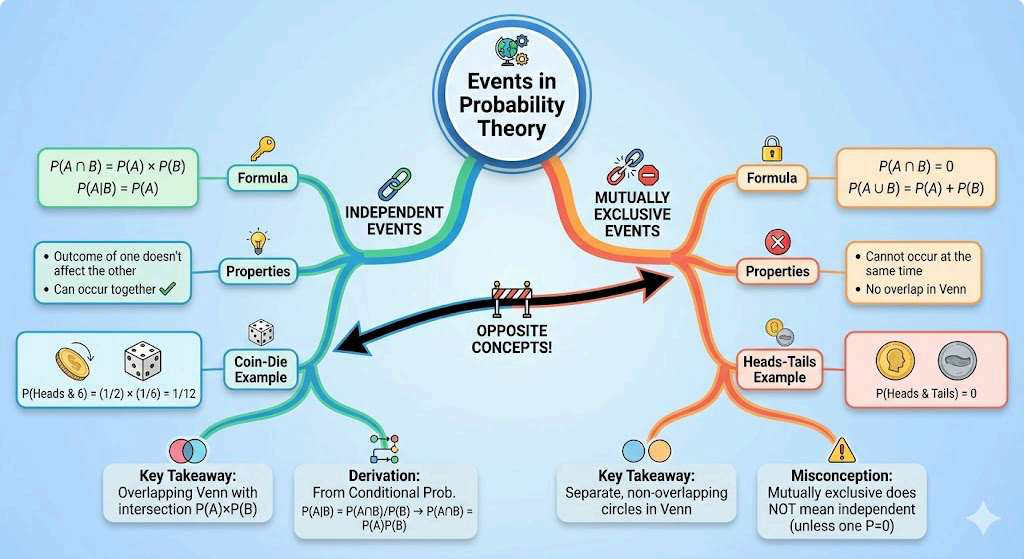 Events in
Probability
Theory
INDEPENDENT
EVENTS
Formula
P(A ∩ B) = P(A) × P(B)
P(A|B) = P(A)
Properties
• Outcome of one doesn't
affect the other
• Can occur together ✓
Coin-Die
Example
P(Heads & 6) = (1/2) × (1/6) = 1/12
Key Takeaway:
Overlapping Venn with
intersection P(A)×P(B)
Derivation:
From Conditional Prob.
P(A|B) = P(A∩B)/P(B) → P(A∩B) =
P(A)P(B)
OPPOSITE
CONCEPTS!
MUTUALLY
EXCLUSIVE
EVENTS
Formula
P(A ∩ B) = 0
P(A ∪ B) = P(A) + P(B)
Properties
• Cannot occur at the
same time
• No overlap in Venn
Heads-Tails
Example
P(Heads & Tails) = 0
Key Takeaway:
Separate, non-overlapping
circles in Venn
Misconception:
Mutually exclusive does
NOT mean independent
(unless one P=0)